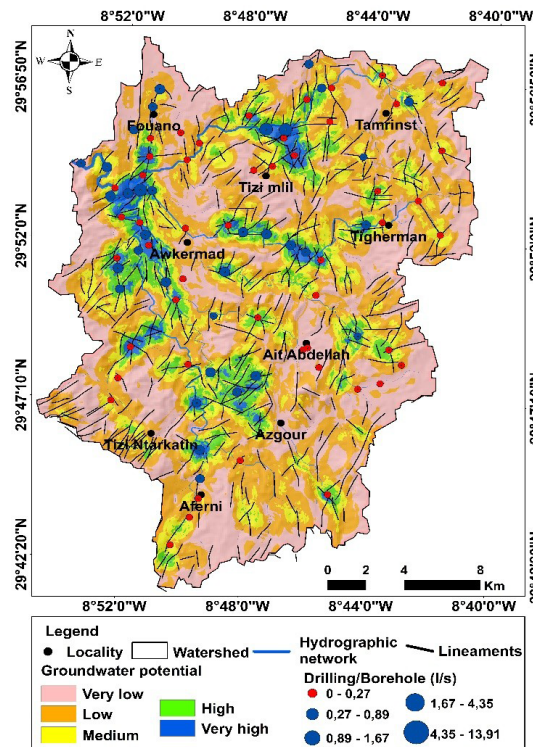 8°52'0"W 8°48'0"W 8°44'0"W 8°40'0"W
N
W E
S
29°56'50"N
29°52'0"N
29°47'10"N
29°42'20"N
Fouano
Tamrinst
Tizi mlil
Tigherman
Awkermad
Ait Abdellah
Azgour
Tizi Ntarkatin
Aferni
0 2 4 8
Km
8°52'0"W 8°48'0"W 8°44'0"W 8°40'0"W
Legend
Locality Watershed Hydrographic network Lineaments
Groundwater potential
Very low
Low
Medium
High
Very high
Drilling/Borehole (l/s)
0 - 0,27
0,27 - 0,89
0,89 - 1,67
1,67 - 4,35
4,35 - 13,91